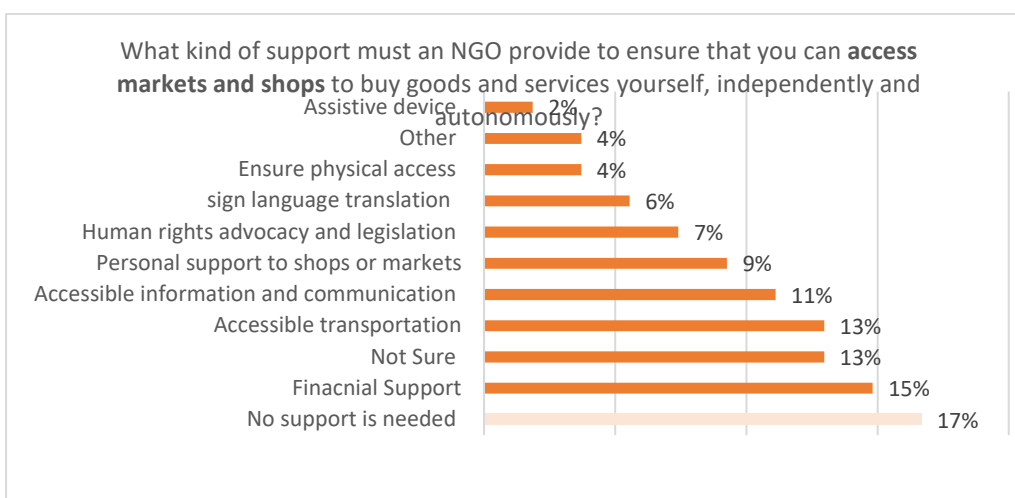 What kind of support must an NGO provide to ensure that you can access
markets and shops to buy goods and services yourself, independently and
autonomously?
Assistive device 2%
Other 4%
Ensure physical access 4%
sign language translation 6%
Human rights advocacy and legislation 7%
Personal support to shops or markets 9%
Accessible information and communication 11%
Accessible transportation 13%
Not Sure 13%
Finacnial Support 15%
No support is needed 17%